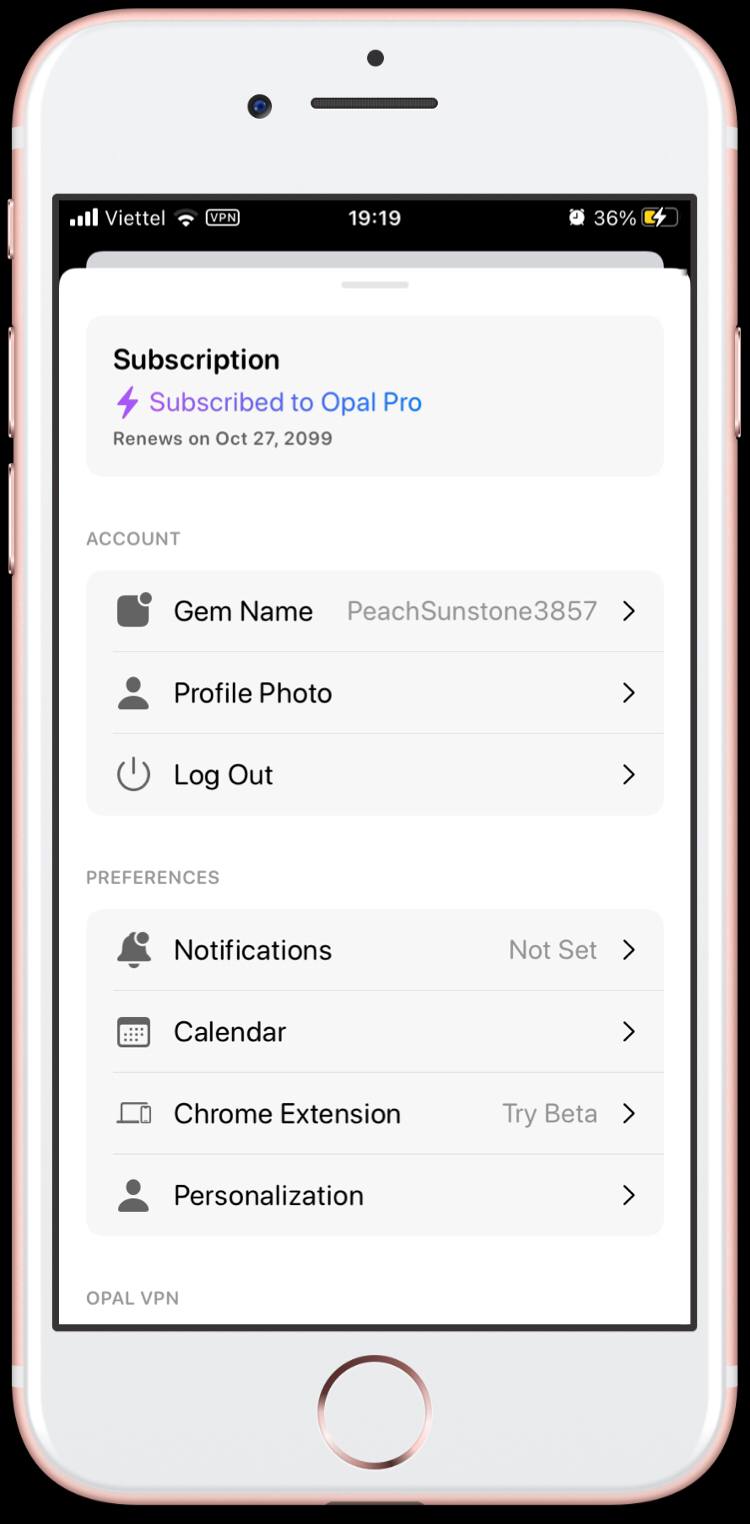 Viettel VPN 19:19 36%
Subscription
Subscribed to Opal Pro
Renews on Oct 27, 2099
ACCOUNT
Gem Name PeachSunstone3857
Profile Photo
Log Out
PREFERENCES
Notifications Not Set
Calendar
Chrome Extension Try Beta
Personalization
OPAL VPN